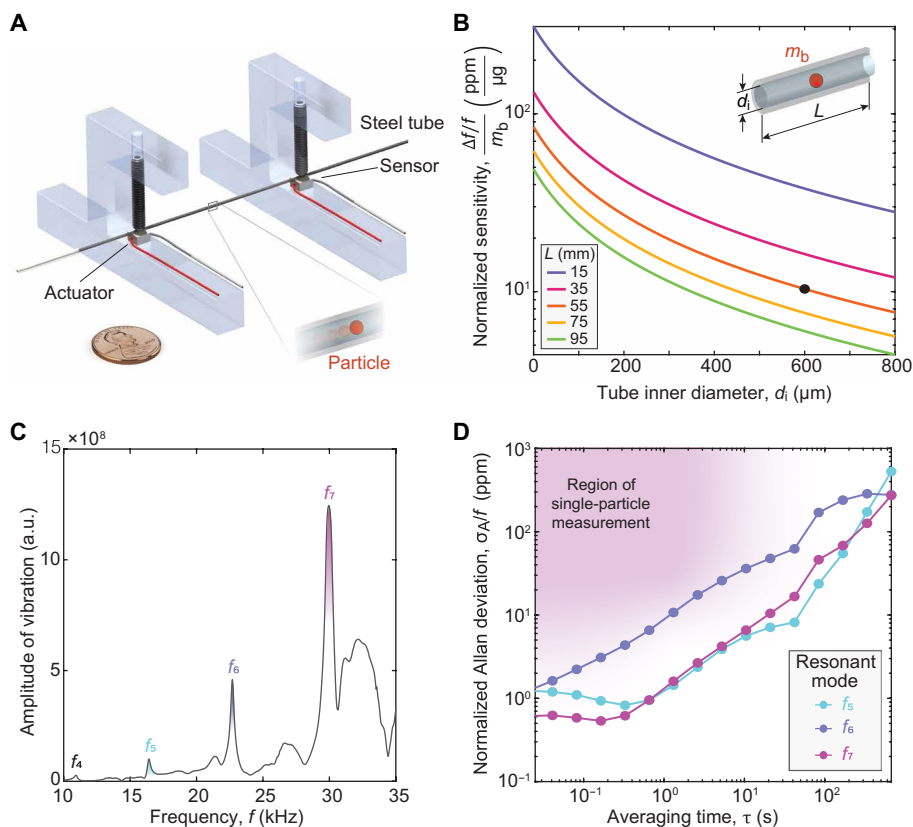 A
Steel tube
Sensor
Actuator
Particle
B
Normalized sensitivity, Δf/f / m_b (ppm / μg)
10²
10¹
m_b
d_i
L
L (mm)
15
35
55
75
95
0 200 400 600 800
Tube inner diameter, d_i (μm)
C
15 ×10⁸
10
5
0
Amplitude of vibration (a.u.)
f₄
f₅
f₆
f₇
10 15 20 25 30 35
Frequency, f (kHz)
D
10³
10²
10¹
10⁰
10⁻¹
Normalized Allan deviation, σ_A/f (ppm)
Region of
single-particle
measurement
Resonant
mode
f₅
f₆
f₇
10⁻¹ 10⁰ 10¹ 10²
Averaging time, τ (s)